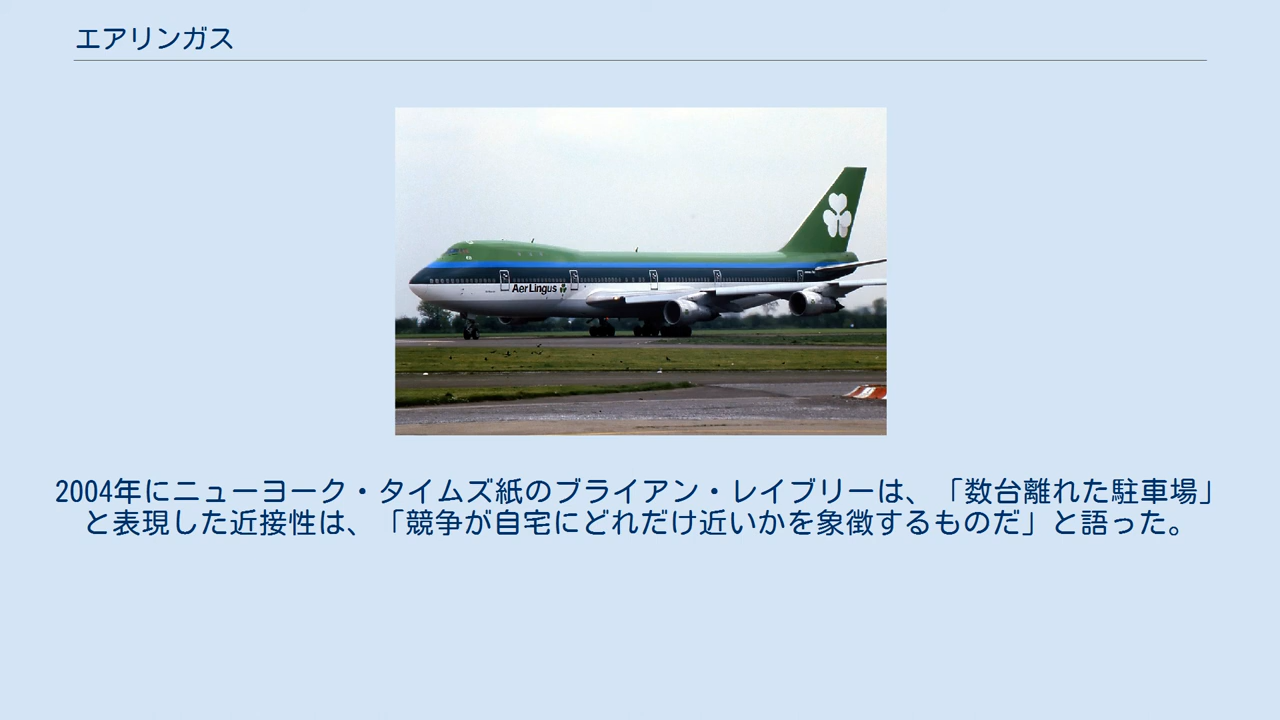 エアリンガス
Aer Lingus
2004年にニューヨーク・タイムズ紙のブライアン・レイブリーは、「数台離れた駐車場」
と表現した近接性は、「競争が自宅にどれだけ近いかを象徴するものだ」と語った。